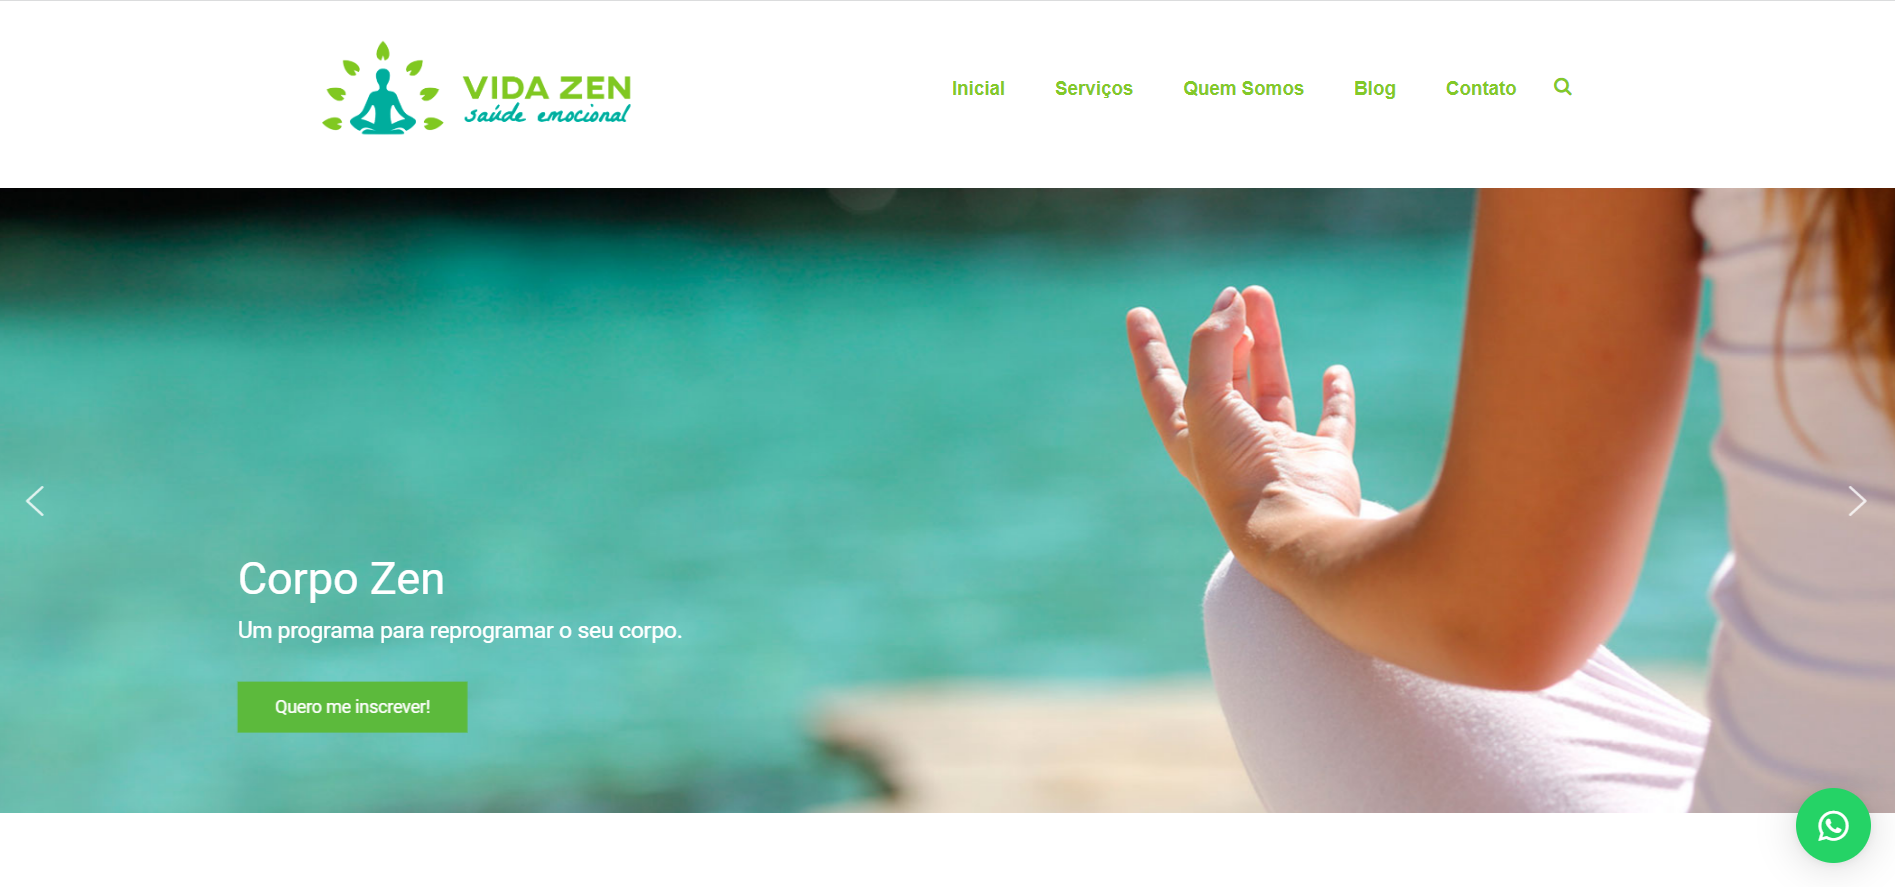 VIDA ZEN
saúde emocional
Inicial Serviços Quem Somos Blog Contato
Corpo Zen
Um programa para reprogramar o seu corpo.
Quero me inscrever!